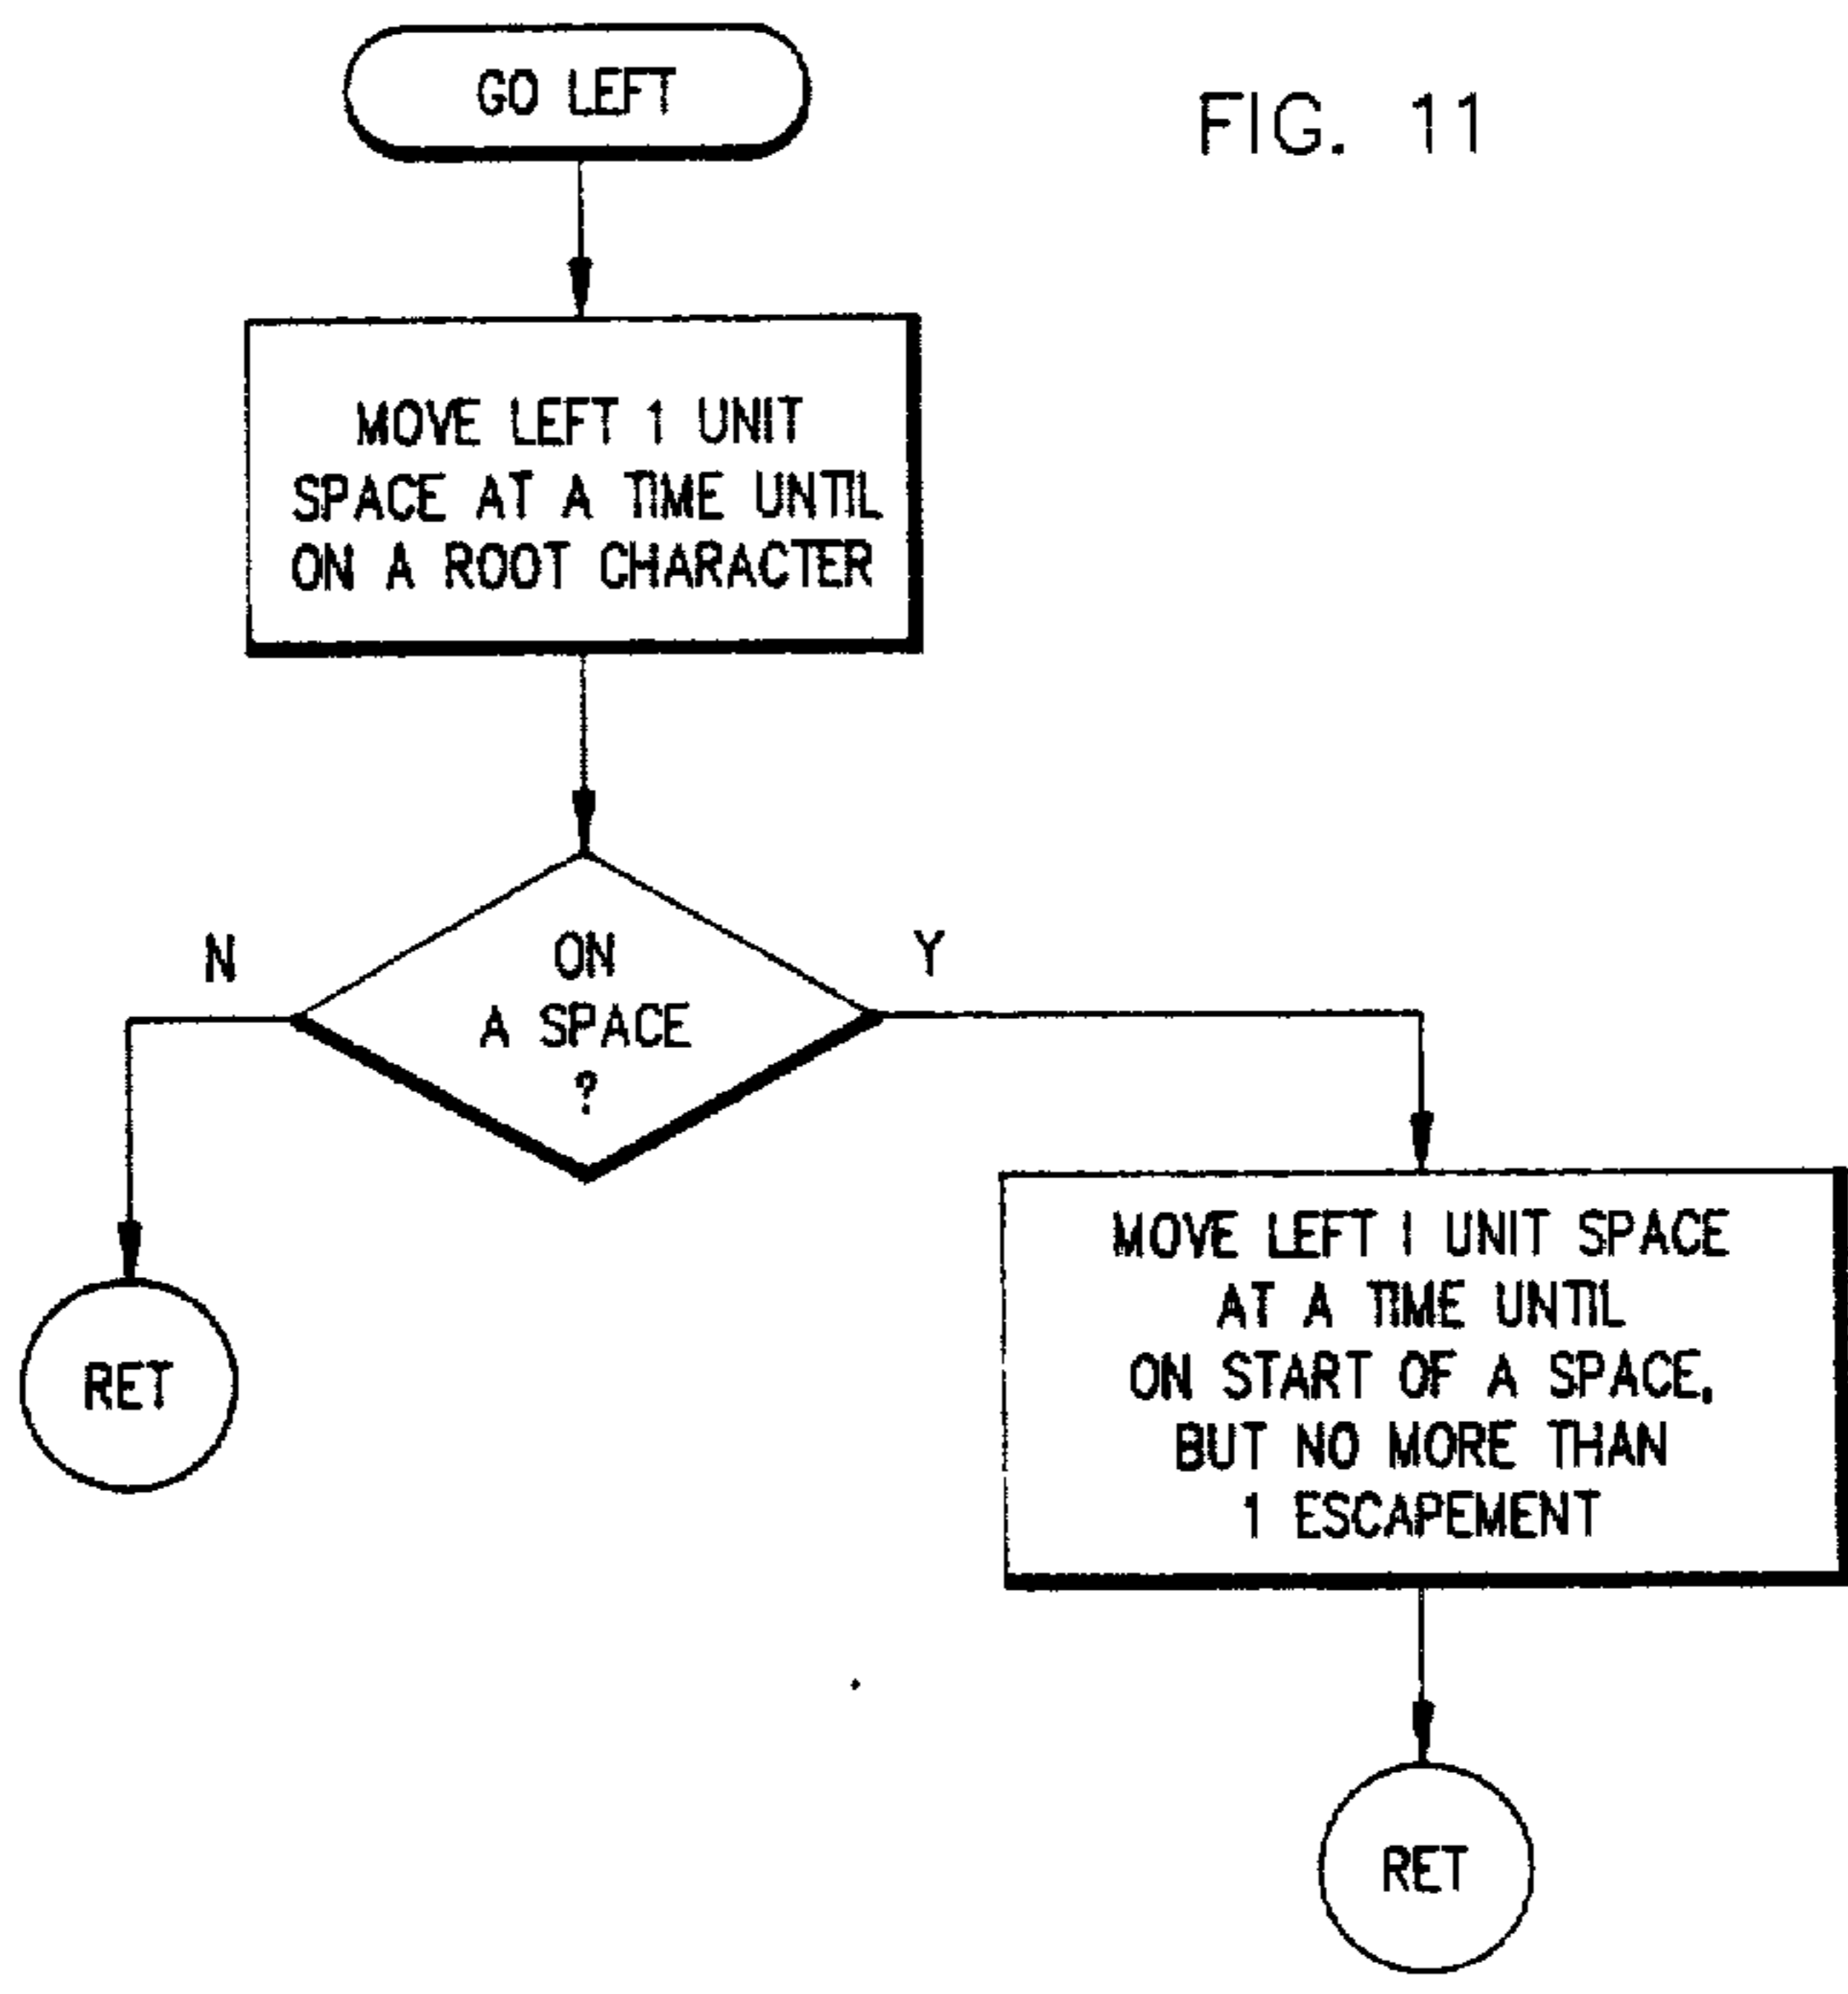 GO LEFT
FIG. 11
MOVE LEFT 1 UNIT
SPACE AT A TIME UNTIL
ON A ROOT CHARACTER
N
ON
A SPACE
?
Y
RET
MOVE LEFT 1 UNIT SPACE
AT A TIME UNTIL
ON START OF A SPACE,
BUT NO MORE THAN
1 ESCAPEMENT
RET